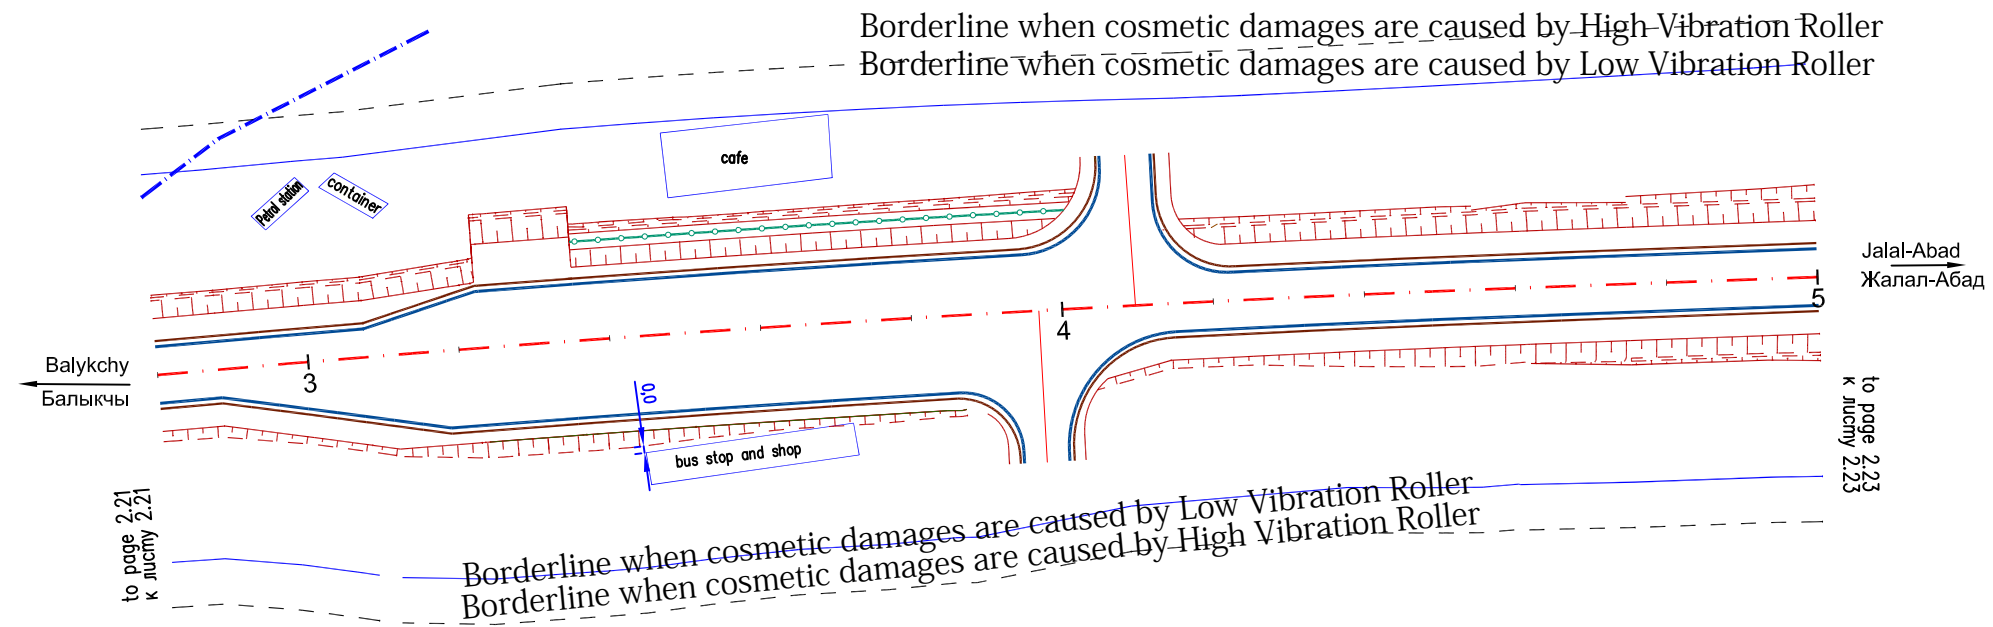 Borderline when cosmetic damages are caused by High Vibration Roller
Borderline when cosmetic damages are caused by Low Vibration Roller
cafe
Petrol station
container
Jalal-Abad
Жалал-Абад
5
4
3
Balykchy
Балыкчы
0,0
bus stop and shop
to page 2.23
к листу 2.23
to page 2.21
к листу 2.21
Borderline when cosmetic damages are caused by Low Vibration Roller
Borderline when cosmetic damages are caused by High Vibration Roller